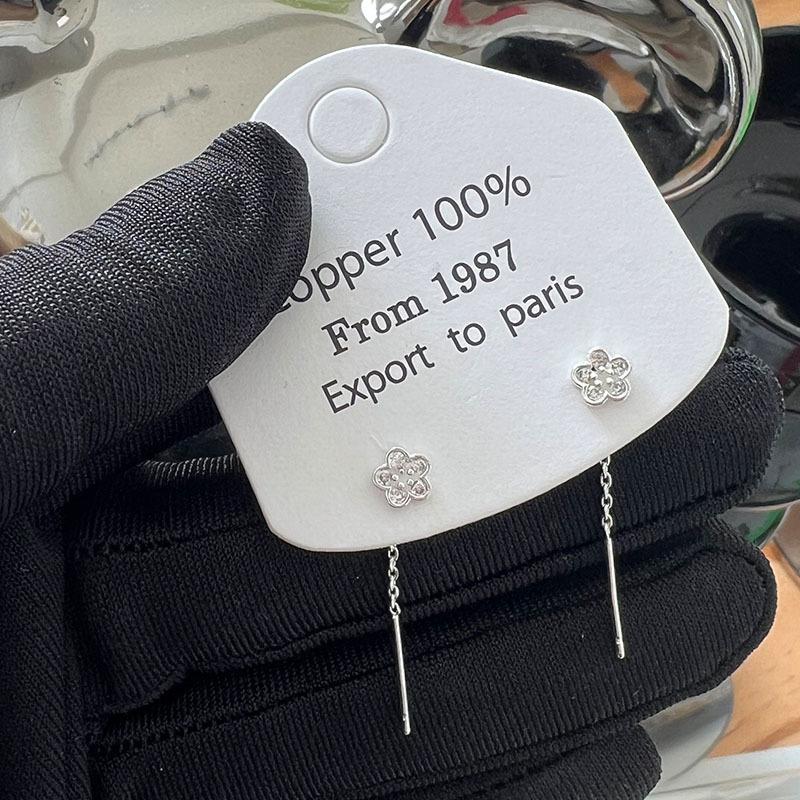 Copper 100%
From 1987
Export to paris